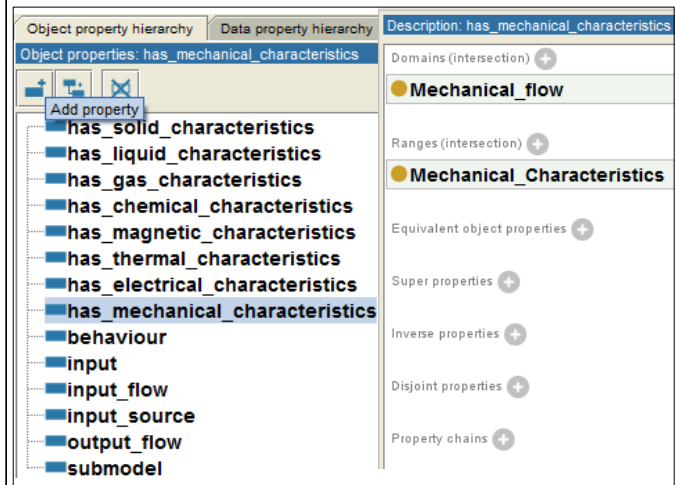 Object property hierarchy
Data property hierarchy
Object properties: has_mechanical_characteristics
Add property
has_solid_characteristics
has_liquid_characteristics
has_gas_characteristics
has_chemical_characteristics
has_magnetic_characteristics
has_thermal_characteristics
has_electrical_characteristics
has_mechanical_characteristics
behaviour
input
input_flow
input_source
output_flow
submodel
Description: has_mechanical_characteristics
Domains (intersection)
Mechanical_flow
Ranges (intersection)
Mechanical_Characteristics
Equivalent object properties
Super properties
Inverse properties
Disjoint properties
Property chains